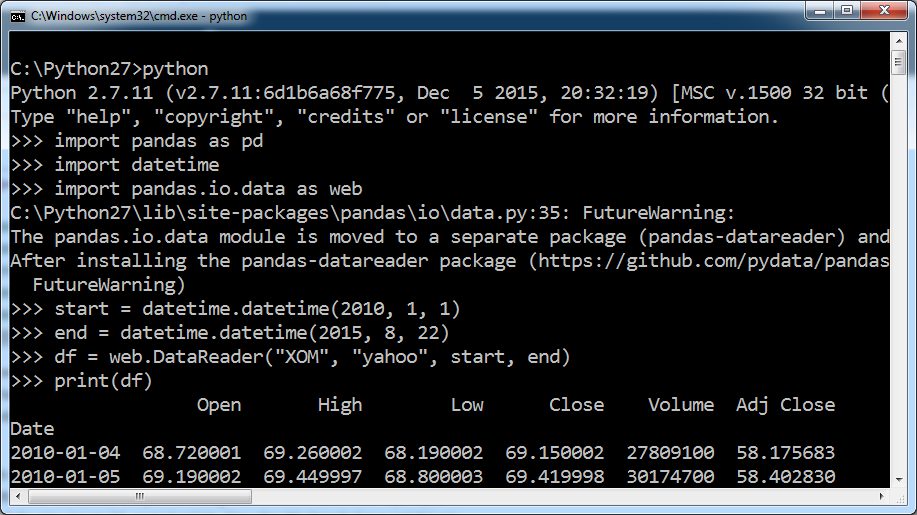 C:\Windows\system32\cmd.exe - python
C:\Python27>python
Python 2.7.11 (v2.7.11:6d1b6a68f775, Dec  5 2015, 20:32:19) [MSC v.1500 32 bit (
Type "help", "copyright", "credits" or "license" for more information.
>>> import pandas as pd
>>> import datetime
>>> import pandas.io.data as web
C:\Python27\lib\site-packages\pandas\io\data.py:35: FutureWarning:
The pandas.io.data module is moved to a separate package (pandas-datareader) and
After installing the pandas-datareader package (https://github.com/pydata/pandas
  FutureWarning)
>>> start = datetime.datetime(2010, 1, 1)
>>> end = datetime.datetime(2015, 8, 22)
>>> df = web.DataReader("XOM", "yahoo", start, end)
>>> print(df)
                 Open       High        Low      Close    Volume  Adj Close
Date
2010-01-04  68.720001  69.260002  68.190002  69.150002  27809100  58.175683
2010-01-05  69.190002  69.449997  68.800003  69.419998  30174700  58.402830